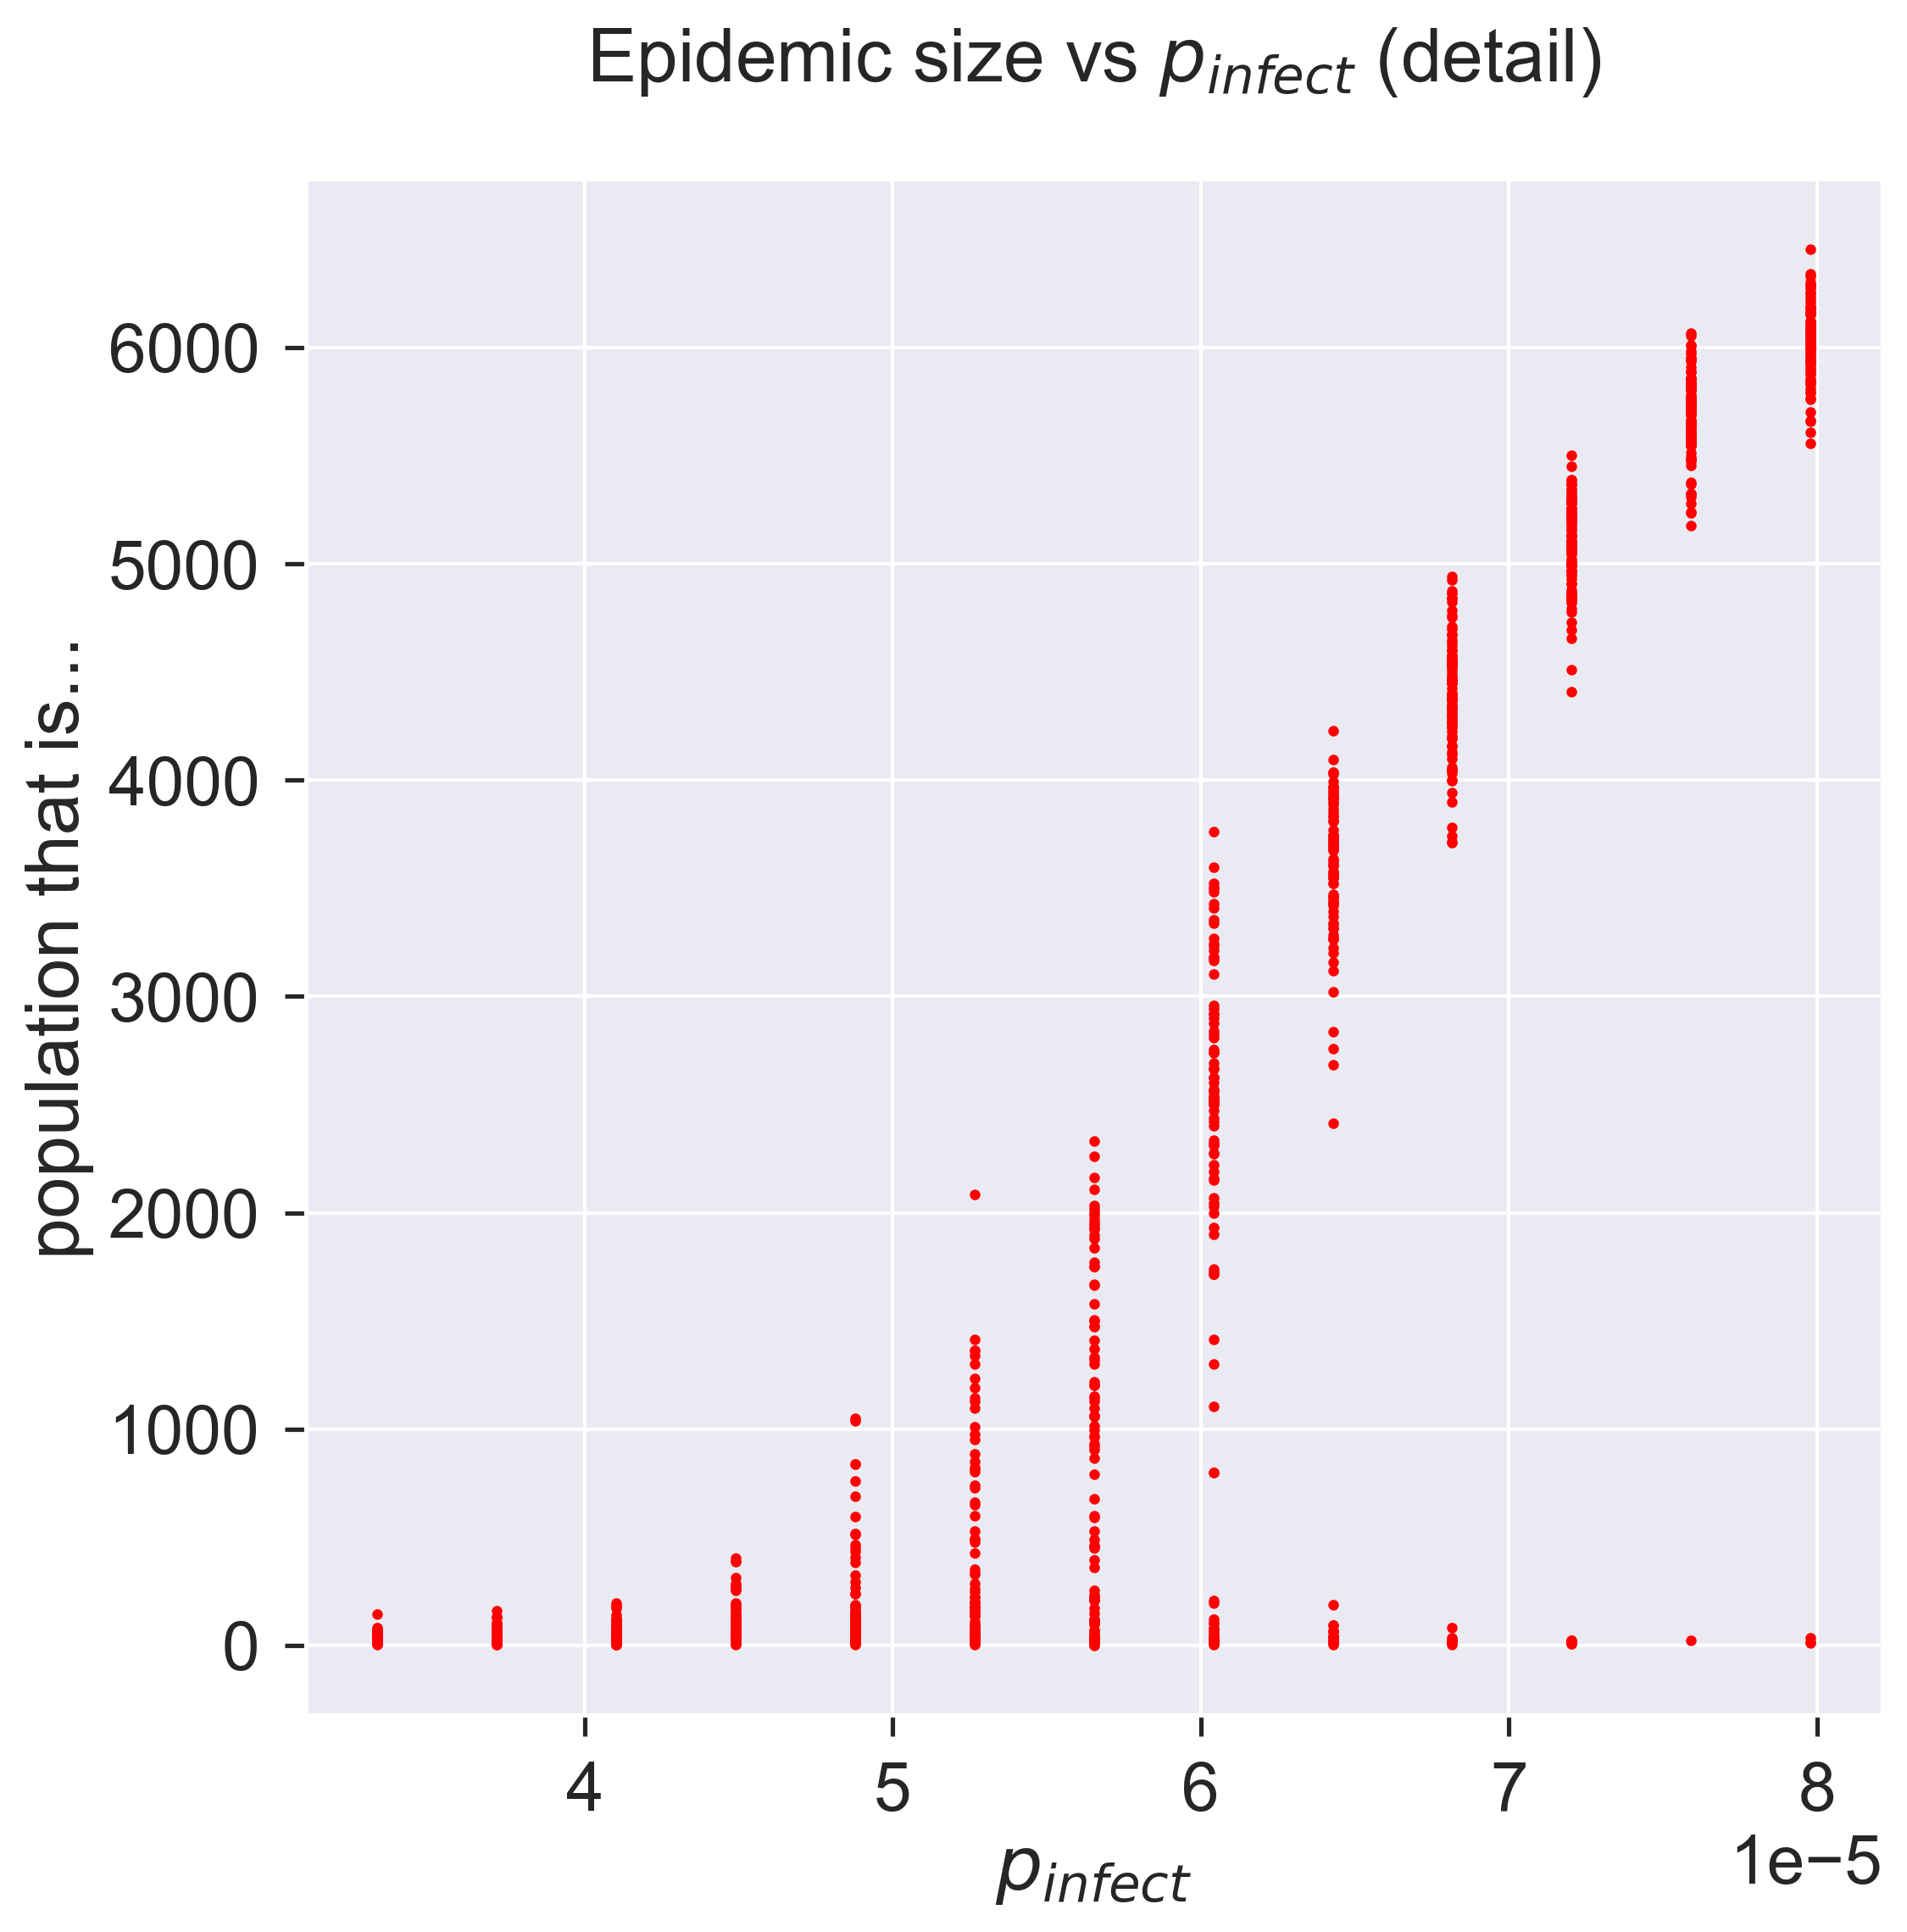 Epidemic size vs p_infect (detail)
population that is...
6000
5000
4000
3000
2000
1000
0
4 5 6 7 8
1e−5
p_infect